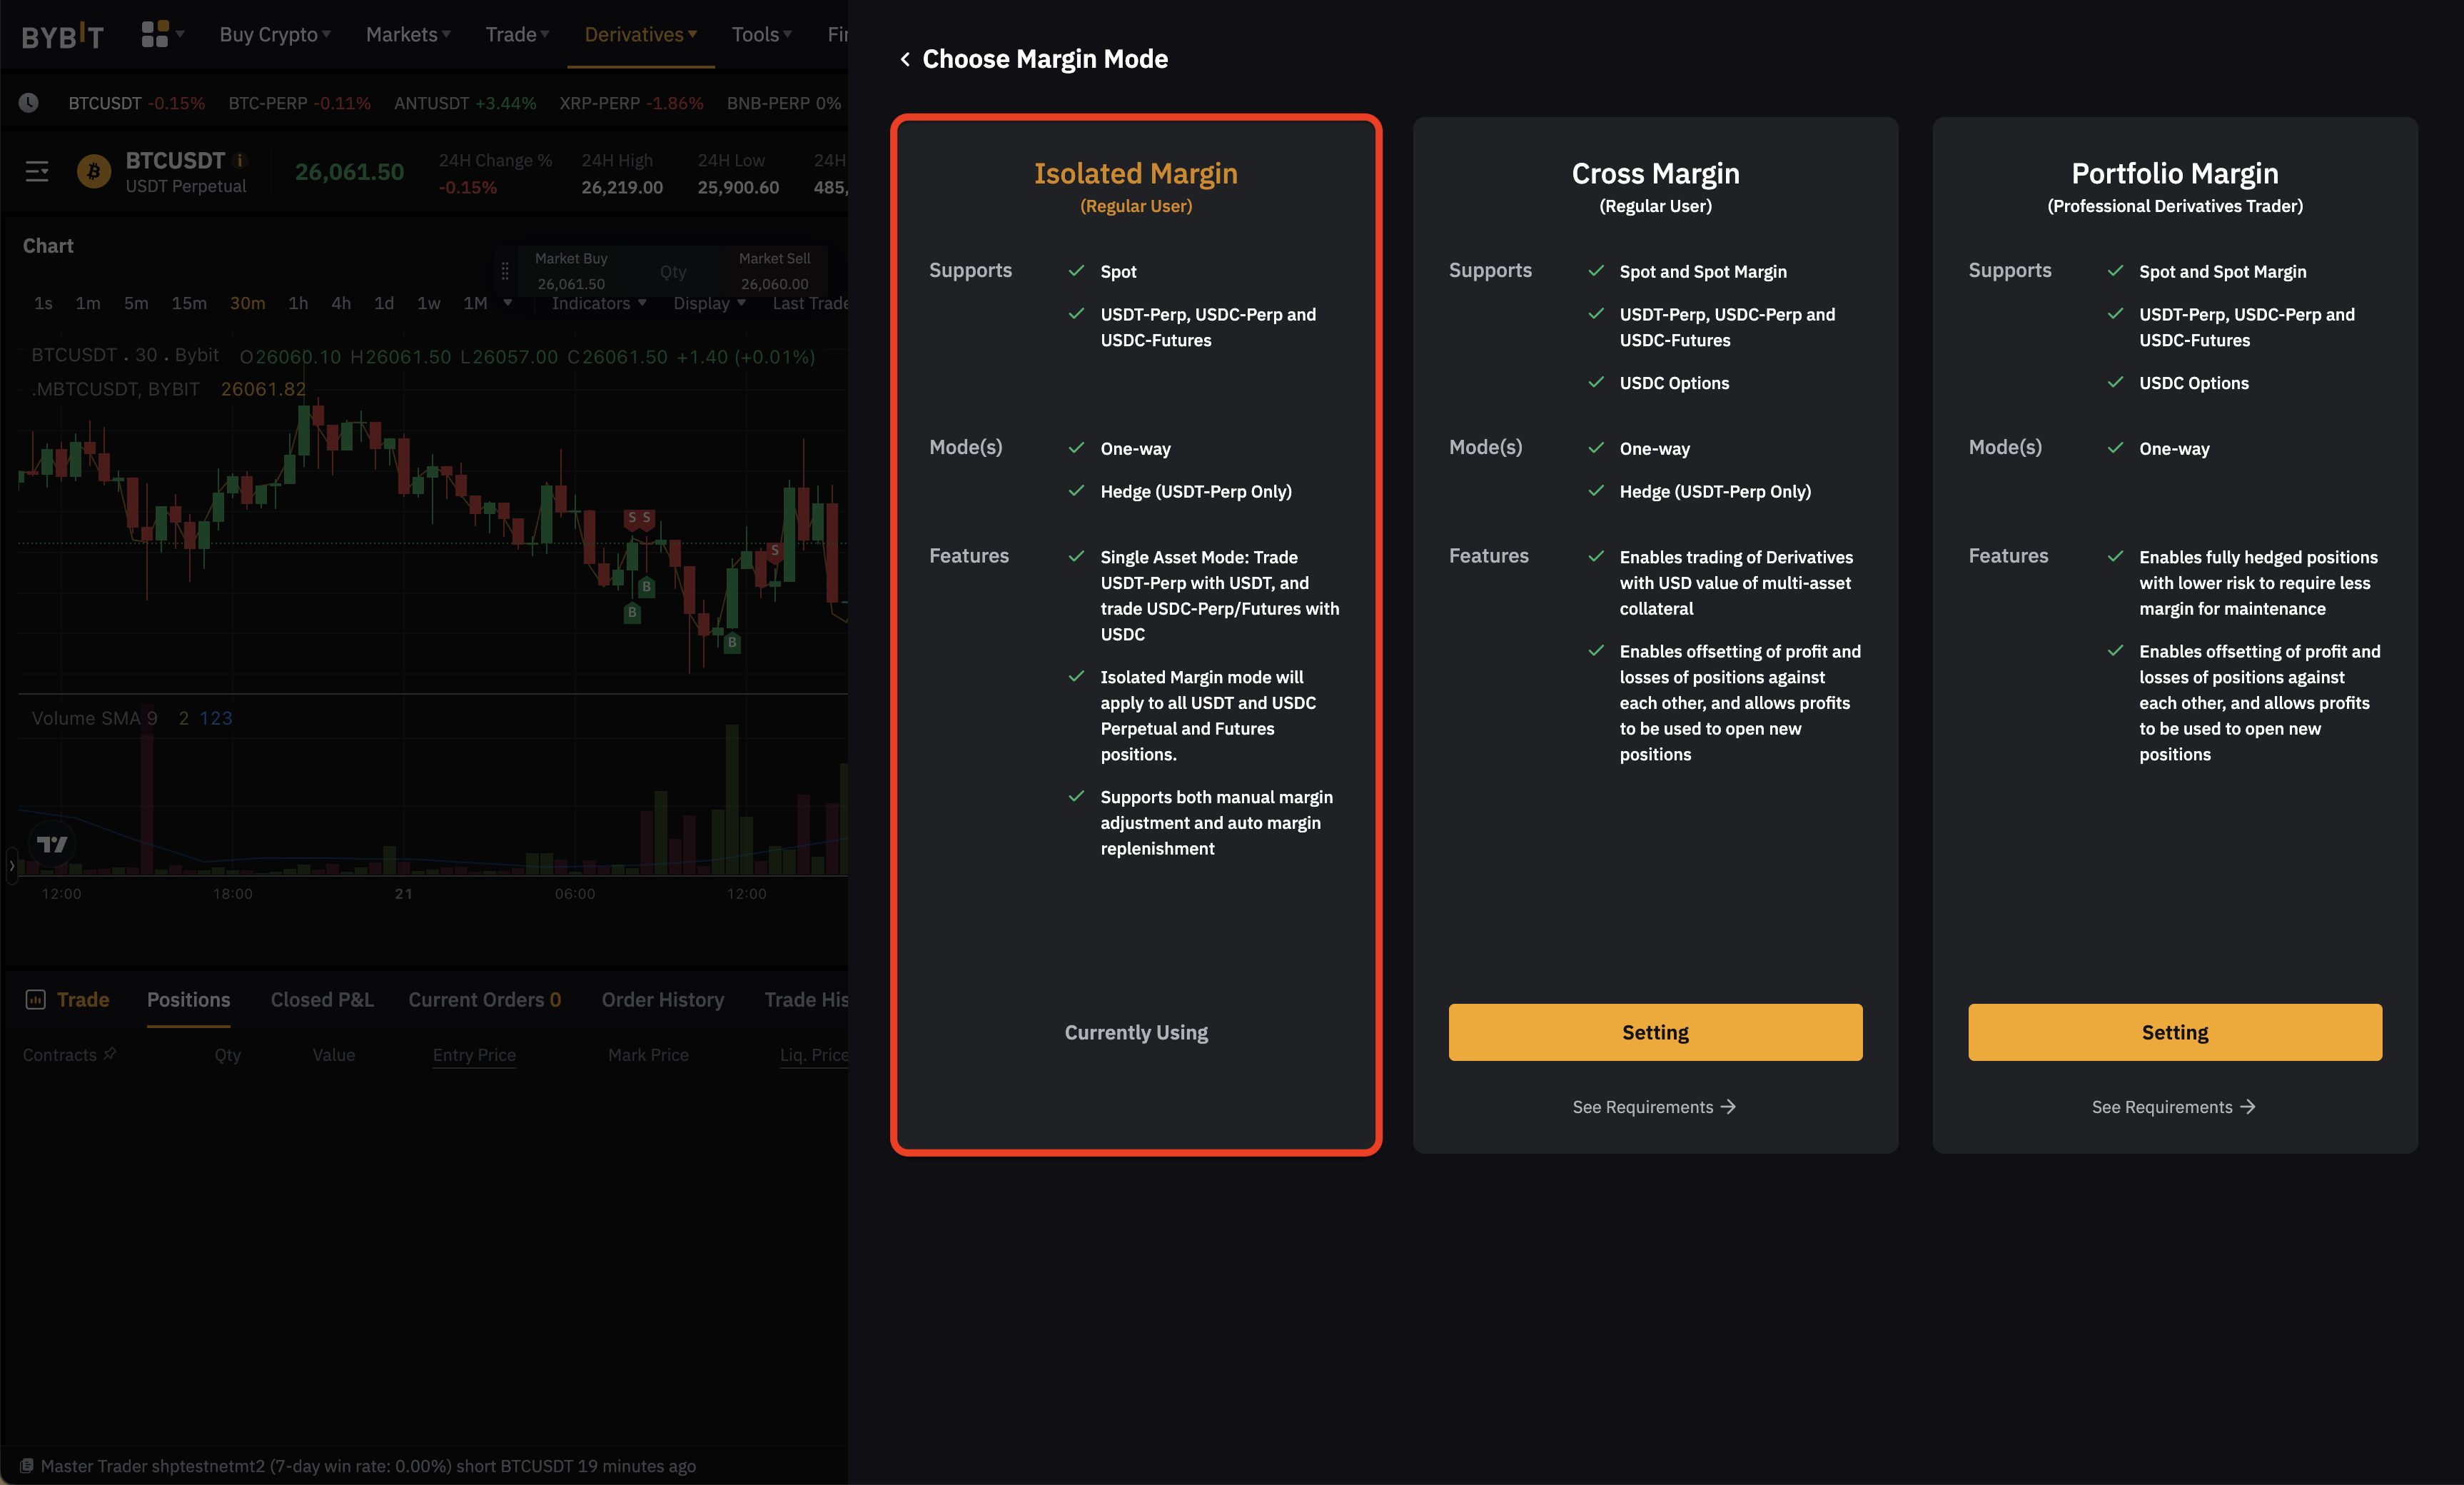 BYBIT
Buy Crypto Markets Trade Derivatives Tools
BTCUSDT -0.15% BTC-PERP -0.11% ANTUSDT +3.44% XRP-PERP -1.86% BNB-PERP 0%
BTCUSDT
USDT Perpetual
26,061.50
24H Change %
-0.15%
24H High
26,219.00
24H Low
25,900.60
24H
485,
Chart
Market Buy
26,061.50
Qty
Market Sell
26,060.00
1s 1m 5m 15m 30m 1h 4h 1d 1w 1M Indicators Display Last Trade
BTCUSDT . 30 . Bybit O26060.10 H26061.50 L26057.00 C26061.50 +1.40 (+0.01%)
.MBTCUSDT, BYBIT 26061.82
S S
S
B
B
B
Volume SMA 9 2 123
12:00 18:00 21 06:00 12:00
Trade Positions Closed P&L Current Orders 0 Order History Trade His
Contracts Qty Value Entry Price Mark Price Liq. Price
Master Trader shptestnetmt2 (7-day win rate: 0.00%) short BTCUSDT 19 minutes ago
Choose Margin Mode
Isolated Margin
(Regular User)
Supports
Spot
USDT-Perp, USDC-Perp and
USDC-Futures
Mode(s)
One-way
Hedge (USDT-Perp Only)
Features
Single Asset Mode: Trade
USDT-Perp with USDT, and
trade USDC-Perp/Futures with
USDC
Isolated Margin mode will
apply to all USDT and USDC
Perpetual and Futures
positions.
Supports both manual margin
adjustment and auto margin
replenishment
Currently Using
Cross Margin
(Regular User)
Supports
Spot and Spot Margin
USDT-Perp, USDC-Perp and
USDC-Futures
USDC Options
Mode(s)
One-way
Hedge (USDT-Perp Only)
Features
Enables trading of Derivatives
with USD value of multi-asset
collateral
Enables offsetting of profit and
losses of positions against
each other, and allows profits
to be used to open new
positions
Setting
See Requirements
Portfolio Margin
(Professional Derivatives Trader)
Supports
Spot and Spot Margin
USDT-Perp, USDC-Perp and
USDC-Futures
USDC Options
Mode(s)
One-way
Features
Enables fully hedged positions
with lower risk to require less
margin for maintenance
Enables offsetting of profit and
losses of positions against
each other, and allows profits
to be used to open new
positions
Setting
See Requirements